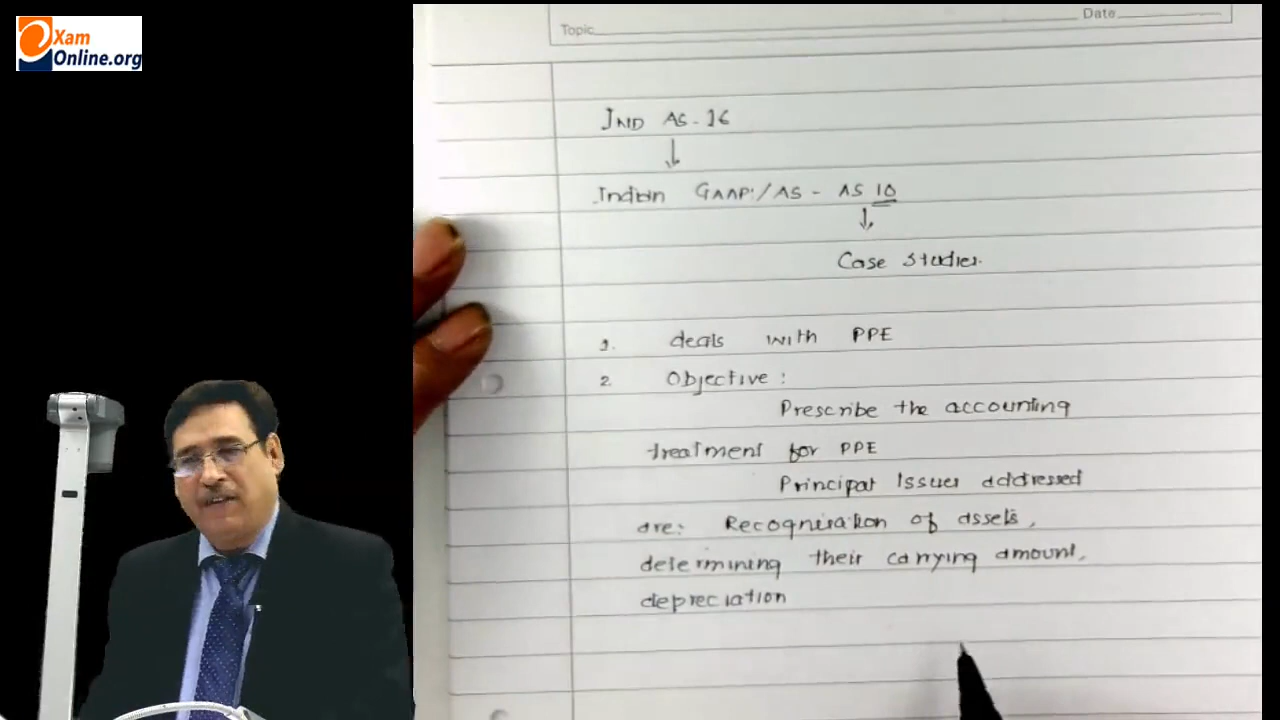 Xam
Online.org
Topic
Date
IND AS-16
Indian GAAP:/AS - AS 10
Case studies.
1. deals with PPE
2. Objective :
Prescribe the accounting
treatment for PPE
Principal Issues addressed
are: Recognisation of assets,
determining their carrying amount,
depreciation